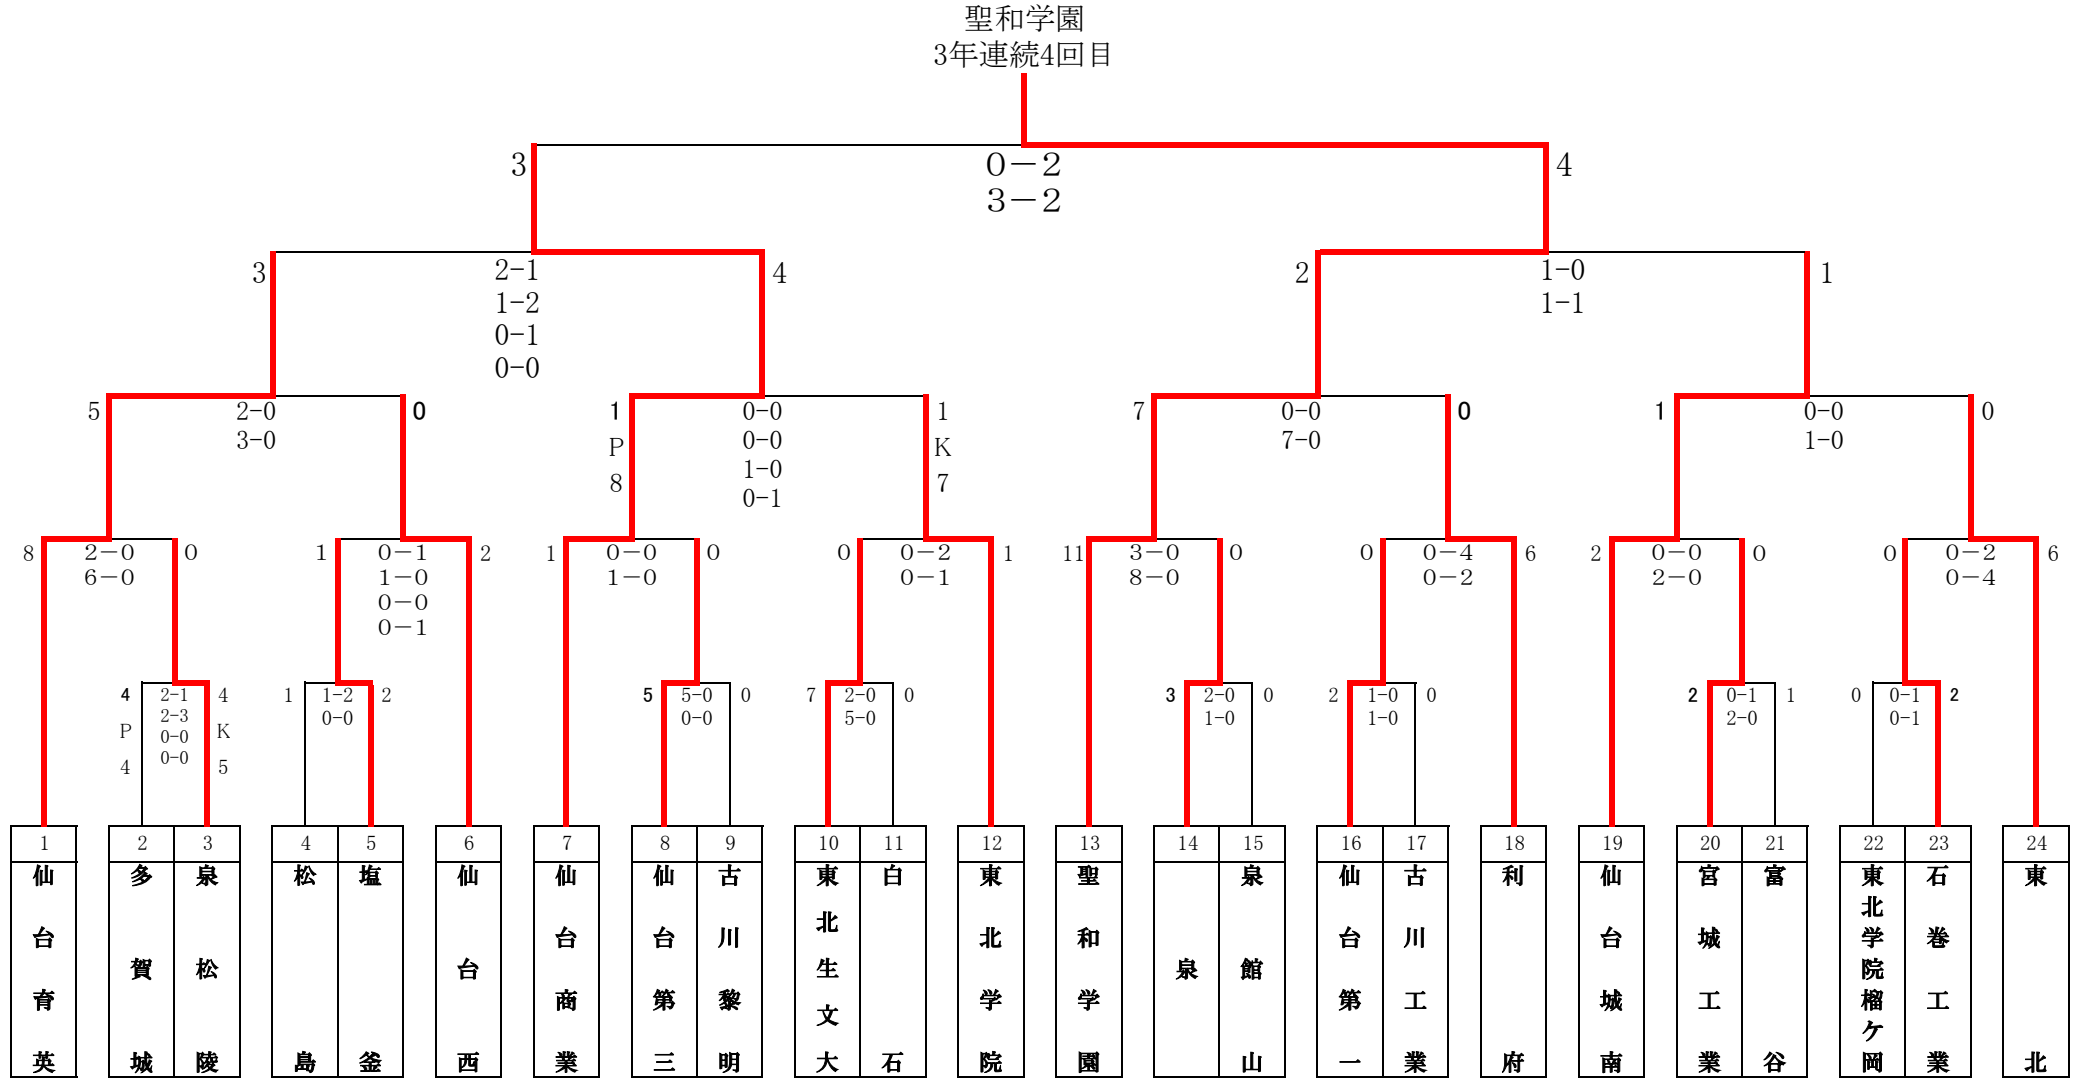 聖和学園
3年連続4回目
3 0－2 4
3－2
3 2-1 4 2 1-0 1
1-2 1-1
0-1
0-0
5 2-0 0 1 0-0 1 7 0-0 0 1 0-0 0
3-0 P 0-0 K 7-0 1-0
8 1-0 7
0-1
8 2－0 0 1 0－1 2 1 0－0 0 0 0－2 1 11 3－0 0 0 0－4 6 2 0－0 0 0 0－2 6
6－0 1－0 1－0 0－1 8－0 0－2 2－0 0－4
0－0
0－1
4 2-1 4 1 1-2 2 5 5-0 0 7 2-0 0 3 2-0 0 2 1-0 0 2 0-1 1 0 0-1 2
P 2-3 K 0-0 0-0 5-0 1-0 1-0 2-0 0-1
0-0
4 0-0 5
1 2 3 4 5 6 7 8 9 10 11 12 13 14 15 16 17 18 19 20 21 22 23 24
仙台育英
多賀城
泉松陵
松島
塩釜
仙台西
仙台商業
仙台第三
古川黎明
東北生文大
白石
東北学院
聖和学園
泉
泉館山
仙台第一
古川工業
利府
仙台城南
宮城工業
富谷
東北学院榴ケ岡
石巻工業
東北